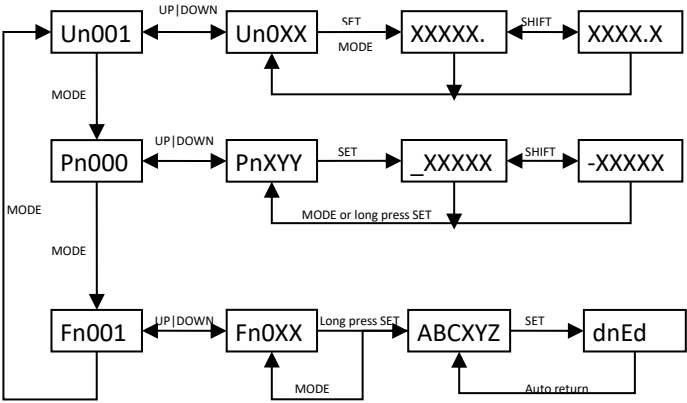 UP|DOWN
Un001
Un0XX
SET
MODE
XXXXX.
SHIFT
XXXX.X
MODE
UP|DOWN
Pn000
PnXYY
SET
_XXXXX
SHIFT
-XXXXX
MODE or long press SET
MODE
MODE
Fn001
UP|DOWN
Fn0XX
Long press SET
ABCXYZ
SET
dnEd
MODE
Auto return